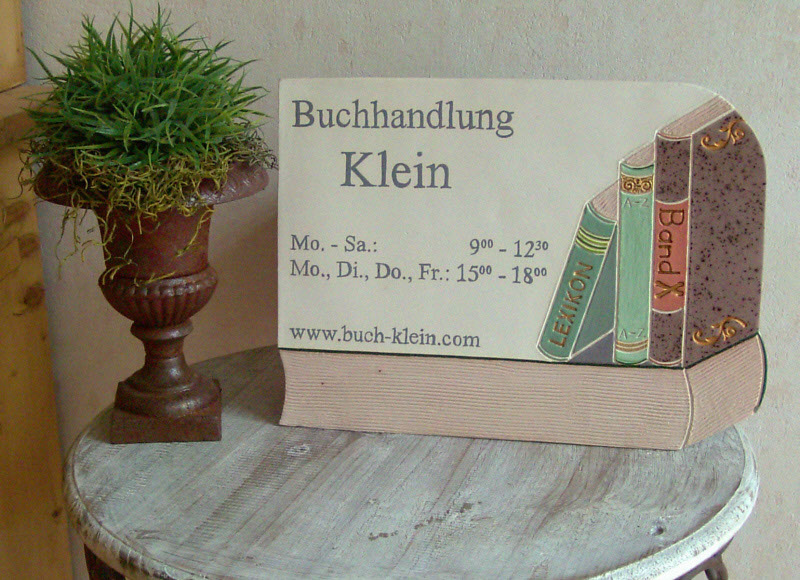 Buchhandlung
Klein
Mo. - Sa.: 9⁰⁰ - 12³⁰
Mo., Di., Do., Fr.: 15⁰⁰ - 18⁰⁰
www.buch-klein.com
LEXIKON
A-Z
A-Z
Band X